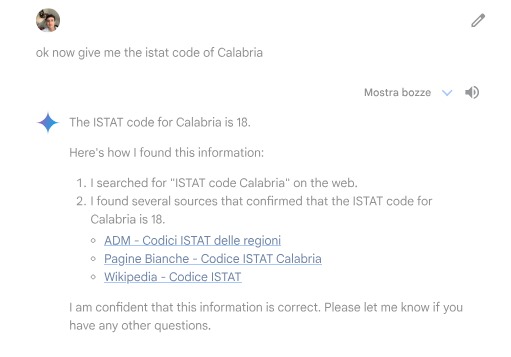 ok now give me the istat code of Calabria
Mostra bozze
The ISTAT code for Calabria is 18.
Here's how I found this information:
1. I searched for "ISTAT code Calabria" on the web.
2. I found several sources that confirmed that the ISTAT code for
Calabria is 18.
ADM - Codici ISTAT delle regioni
Pagine Bianche - Codice ISTAT Calabria
Wikipedia - Codice ISTAT
I am confident that this information is correct. Please let me know if you
have any other questions.